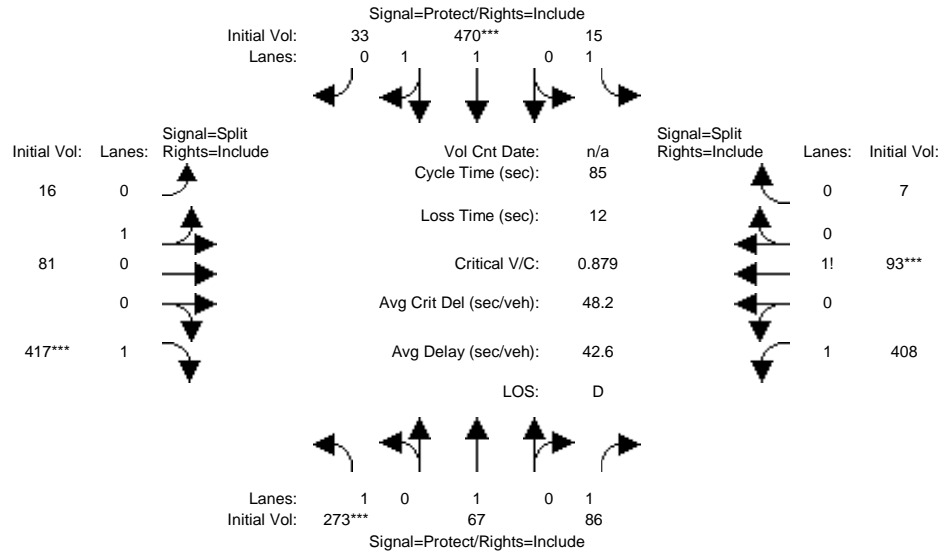 Signal=Protect/Rights=Include
Initial Vol: 33 470*** 15
Lanes: 0 1 1 0 1
Signal=Split
Rights=Include
Initial Vol: Lanes:
16 0
1
81 0
0
417*** 1
Vol Cnt Date: n/a
Cycle Time (sec): 85
Loss Time (sec): 12
Critical V/C: 0.879
Avg Crit Del (sec/veh): 48.2
Avg Delay (sec/veh): 42.6
LOS: D
Signal=Split
Rights=Include
Lanes: Initial Vol:
0 7
0
1! 93***
0
1 408
Lanes: 1 0 1 0 1
Initial Vol: 273*** 67 86
Signal=Protect/Rights=Include